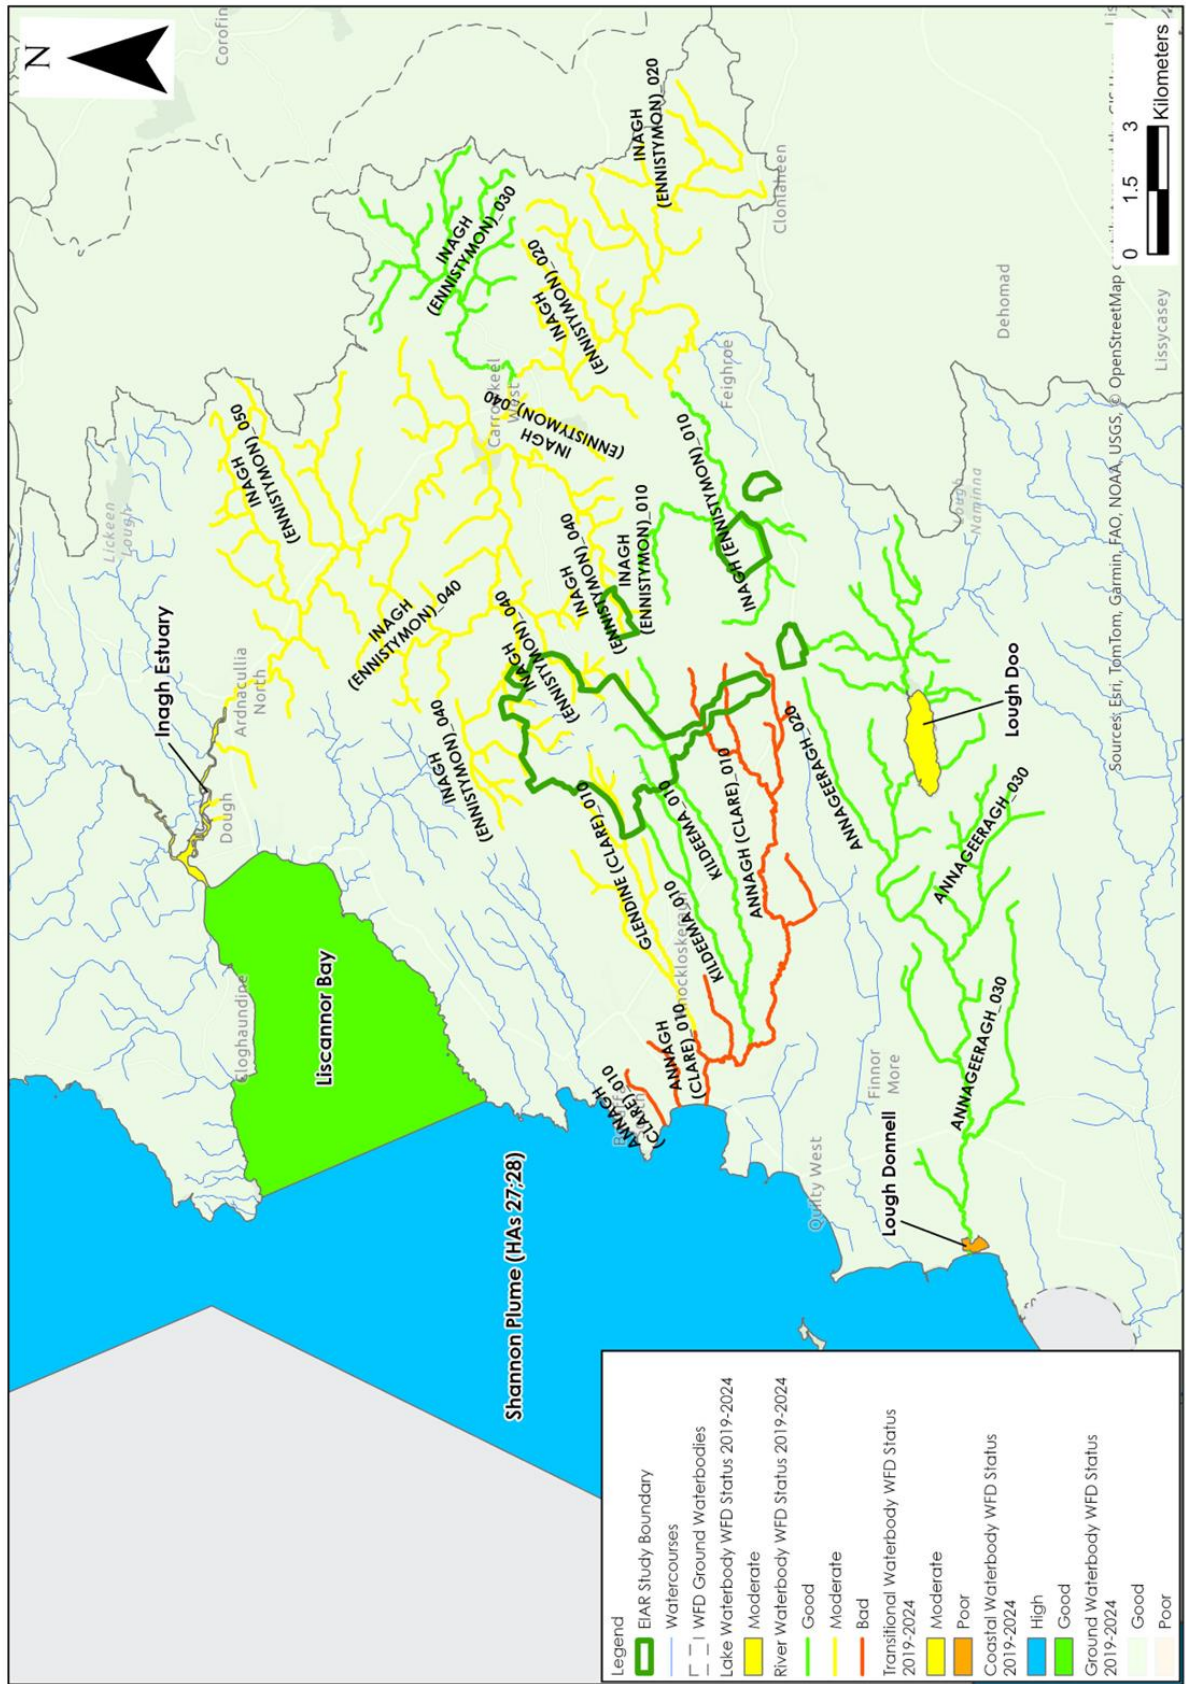 N
Corofin
Lickeen
Lough
Inagh Estuary
Ardnacullia
North
Dough
Cloghaundine
Liscannor Bay
Shannon Plume (HAs 27;28)
INAGH
(ENNISTYMON)_050
INAGH
(ENNISTYMON)_040
INAGH
(ENNISTYMON)_040
INAGH
(ENNISTYMON)_040
INAGH
(ENNISTYMON)_040
INAGH
(ENNISTYMON)_040
INAGH
(ENNISTYMON)_030
INAGH
(ENNISTYMON)_020
INAGH
(ENNISTYMON)_020
INAGH
(ENNISTYMON)_010
INAGH (ENNISTYMON)_010
West
Clonlaheen
Feighroe
Dehomad
Lissycasey
Lough
Naminna
GLENDINE (CLARE)_010
KILDEEMA_010
KILDEEMA_010
ANNAGH (CLARE)_010
ANNAGH
(CLARE)_010
ANNAGH
(CLARE)_010
ANNAGEERAGH_020
ANNAGEERAGH_030
ANNAGEERAGH_030
Lough Doo
Lough Donnell
Quilty West
Finnor
More
0 1.5 3
Kilometers
Sources: Esri, TomTom, Garmin, FAO, NOAA, USGS, © OpenStreetMap
Legend
EIAR Study Boundary
Watercourses
WFD Ground Waterbodies
Lake Waterbody WFD Status 2019-2024
Moderate
River Waterbody WFD Status 2019-2024
Good
Moderate
Bad
Transitional Waterbody WFD Status
2019-2024
Moderate
Poor
Coastal Waterbody WFD Status
2019-2024
High
Good
Ground Waterbody WFD Status
2019-2024
Good
Poor